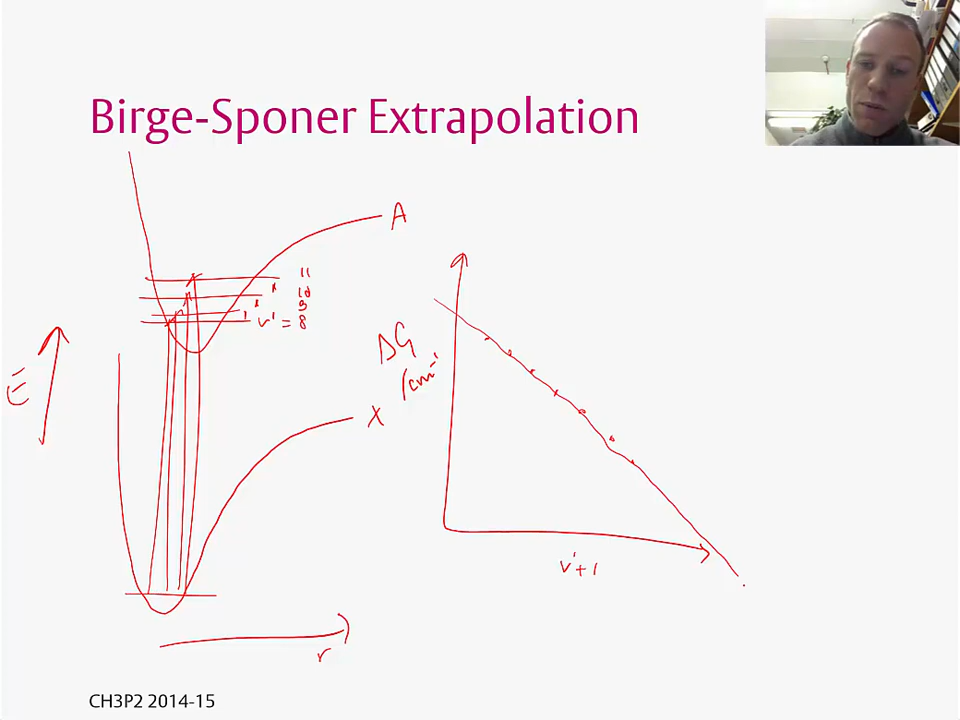 Birge-Sponer Extrapolation
A
11
10
9
v' = 8
E
ΔG
/cm⁻¹
X
v'+1
r
CH3P2 2014-15